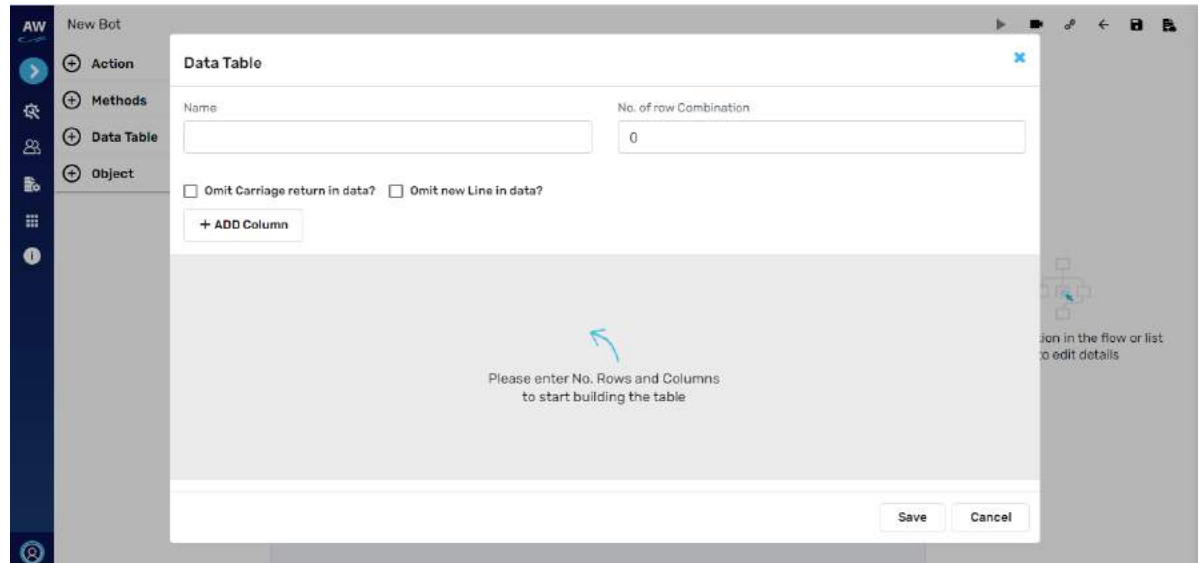 AW
New Bot
Action
Methods
Data Table
Object
Data Table
Name
No. of row Combination
0
Omit Carriage return in data?
Omit new Line in data?
+ ADD Column
Please enter No. Rows and Columns
to start building the table
ion in the flow or list
to edit details
Save
Cancel